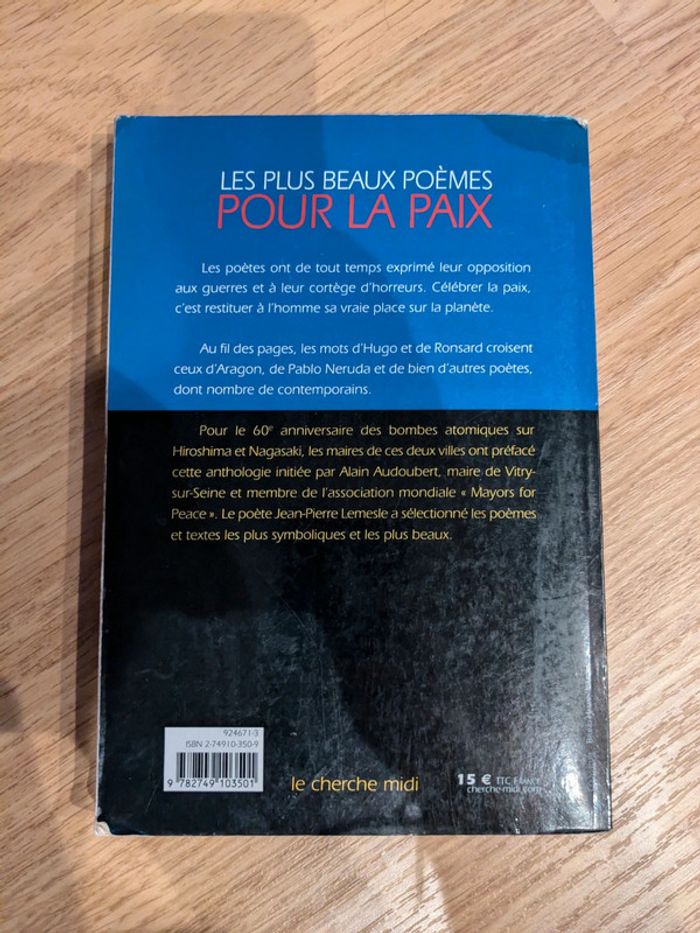 LES PLUS BEAUX POÈMES
POUR LA PAIX
Les poètes ont de tout temps exprimé leur opposition
aux guerres et à leur cortège d'horreurs. Célébrer la paix,
c'est restituer à l'homme sa vraie place sur la planète.
Au fil des pages, les mots d'Hugo et de Ronsard croisent
ceux d'Aragon, de Pablo Neruda et de bien d'autres poètes,
dont nombre de contemporains.
Pour le 60e anniversaire des bombes atomiques sur
Hiroshima et Nagasaki, les maires de ces deux villes ont préfacé
cette anthologie initiée par Alain Audoubert, maire de Vitry-
sur-Seine et membre de l'association mondiale « Mayors for
Peace ». Le poète Jean-Pierre Lemesle a sélectionné les poèmes
et textes les plus symboliques et les plus beaux.
924671-3
ISBN 2-74910-350-9
9 782749 103501
le cherche midi
15 € TTC FRANCE
cherche-midi.com